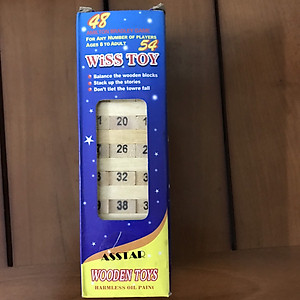 48
FOR ANY NUMBER OF PLAYERS
AGES 8 TO ADULT 54
WiSS TOY
Balance the wooden blocks
Stack up the stories
Don't tlet the towre fall
20
26
32
38
ASSTAR
WOODEN TOYS
HARMLESS OIL PAINT